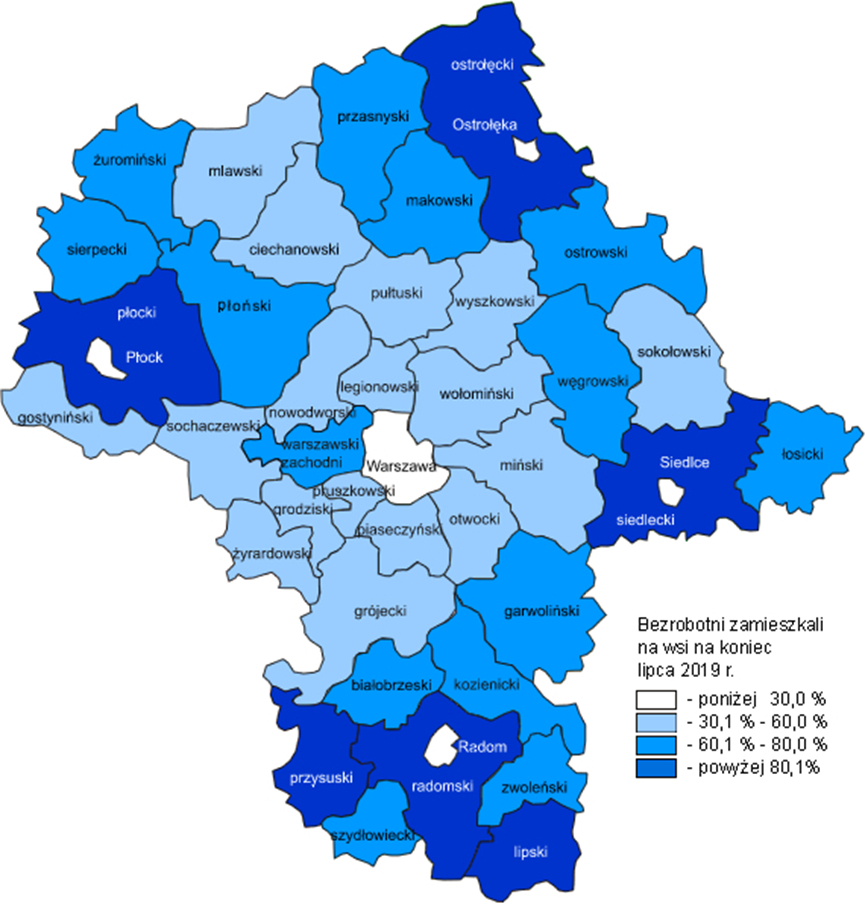 ostrołęcki
przasnyski
Ostrołęka
żuromiński
mlawski
makowski
sierpecki
ciechanowski
ostrowski
pułtuski
wyszkowski
płocki
płoński
Płock
sokołowski
legionowski
wołomiński
węgrowski
gostyniński
sochaczewski
nowodworski
warszawski
zachodni
Warszawa
miński
Siedlce
łosicki
siedlecki
pruszkowski
grodziski
piaseczyński
otwocki
żyrardowski
grójecki
garwoliński
białobrzeski
kozienicki
Radom
przysuski
radomski
zwoleński
szydłowiecki
lipski
Bezrobotni zamieszkali
na wsi na koniec
lipca 2019 r.
- poniżej 30,0 %
- 30,1 % - 60,0 %
- 60,1 % - 80,0 %
- powyżej 80,1%